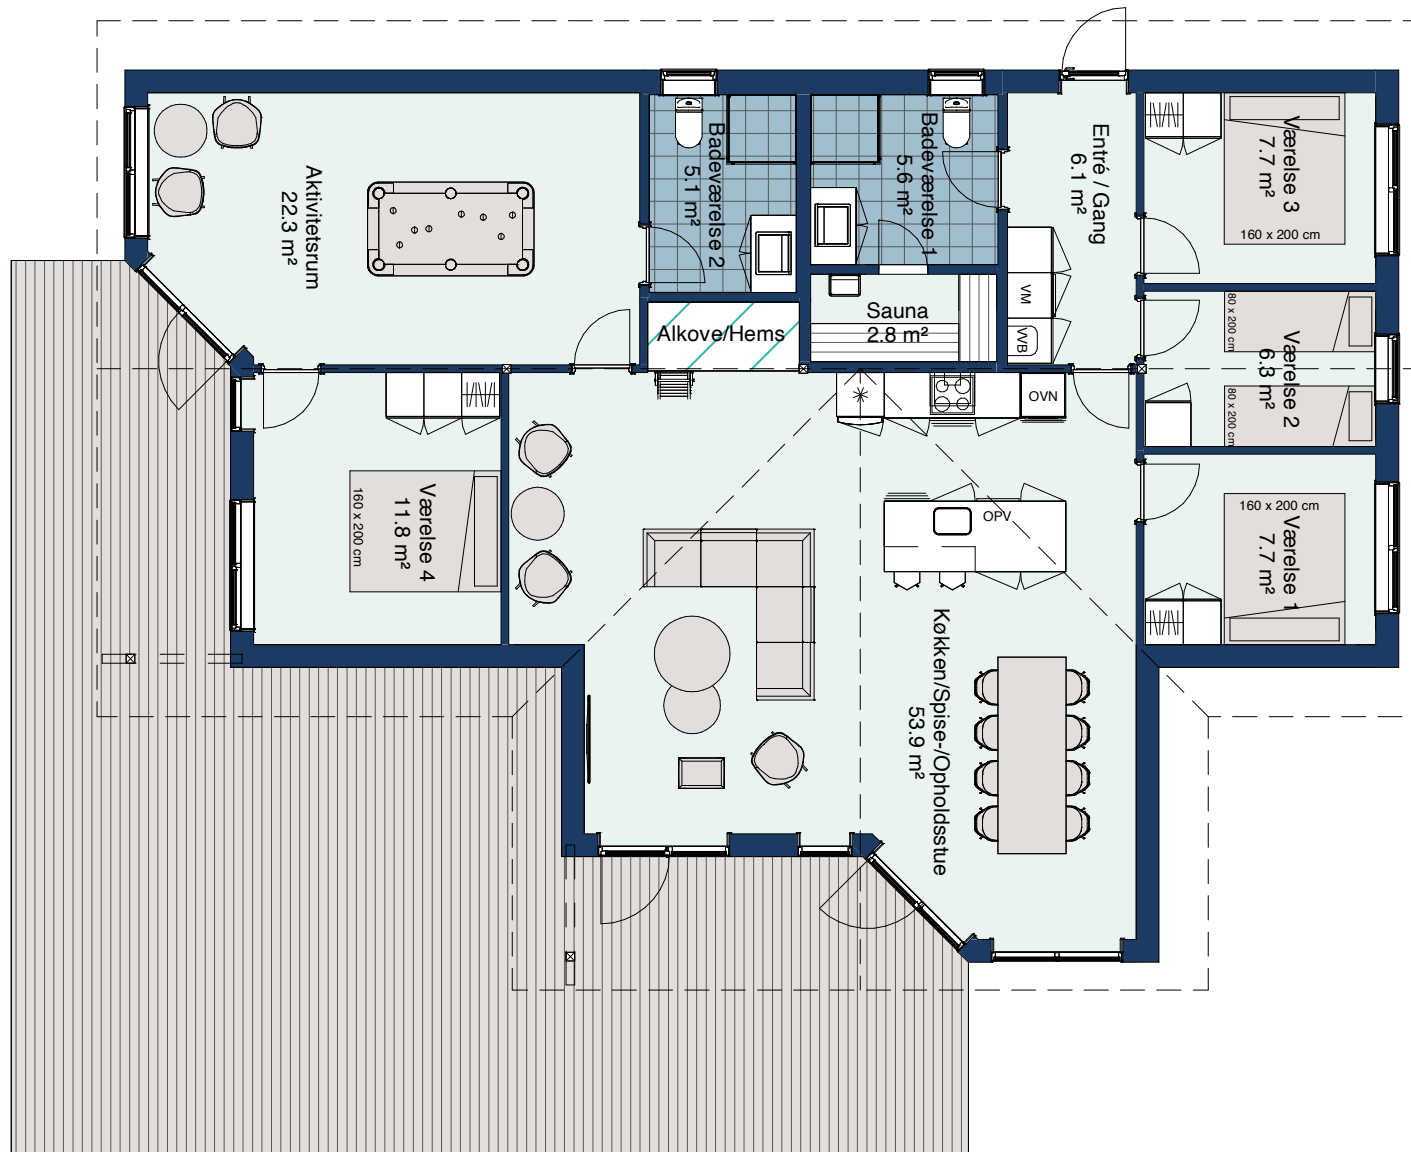 Aktivitetsrum
22.3 m²
Badeværelse 2
5.1 m²
Badeværelse 1
5.6 m²
Entré / Gang
6.1 m²
Værelse 3
7.7 m²
160 x 200 cm
Alkove/Hems
Sauna
2.8 m²
VM
VVB
80 x 200 cm
Værelse 2
6.3 m²
80 x 200 cm
OVN
Værelse 4
11.8 m²
160 x 200 cm
OPV
160 x 200 cm
Værelse 1
7.7 m²
Køkken/Spise-/Opholdsstue
53.9 m²